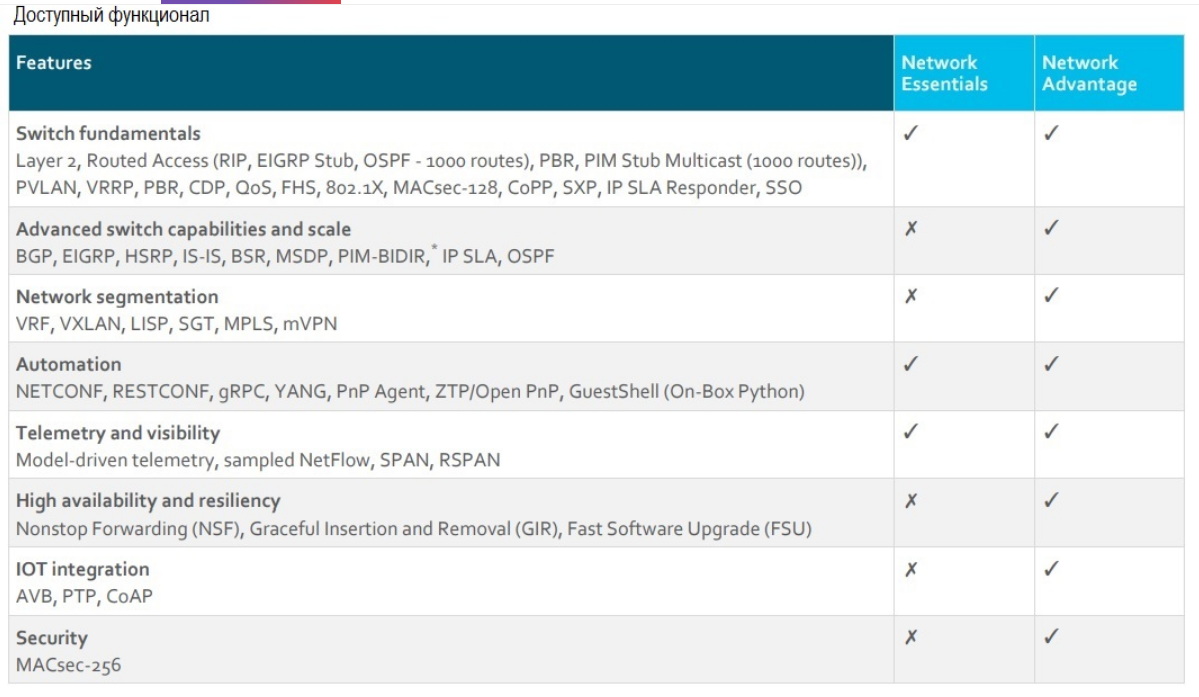 Доступный функционал
Features
Network
Essentials
Network
Advantage
Switch fundamentals
✓
✓
Layer 2, Routed Access (RIP, EIGRP Stub, OSPF - 1000 routes), PBR, PIM Stub Multicast (1000 routes)),
PVLAN, VRRP, PBR, CDP, QoS, FHS, 802.1X, MACsec-128, CoPP, SXP, IP SLA Responder, SSO
Advanced switch capabilities and scale
✗
✓
BGP, EIGRP, HSRP, IS-IS, BSR, MSDP, PIM-BIDIR,* IP SLA, OSPF
Network segmentation
✗
✓
VRF, VXLAN, LISP, SGT, MPLS, mVPN
Automation
✓
✓
NETCONF, RESTCONF, gRPC, YANG, PnP Agent, ZTP/Open PnP, GuestShell (On-Box Python)
Telemetry and visibility
✓
✓
Model-driven telemetry, sampled NetFlow, SPAN, RSPAN
High availability and resiliency
✗
✓
Nonstop Forwarding (NSF), Graceful Insertion and Removal (GIR), Fast Software Upgrade (FSU)
IOT integration
✗
✓
AVB, PTP, CoAP
Security
✗
✓
MACsec-256